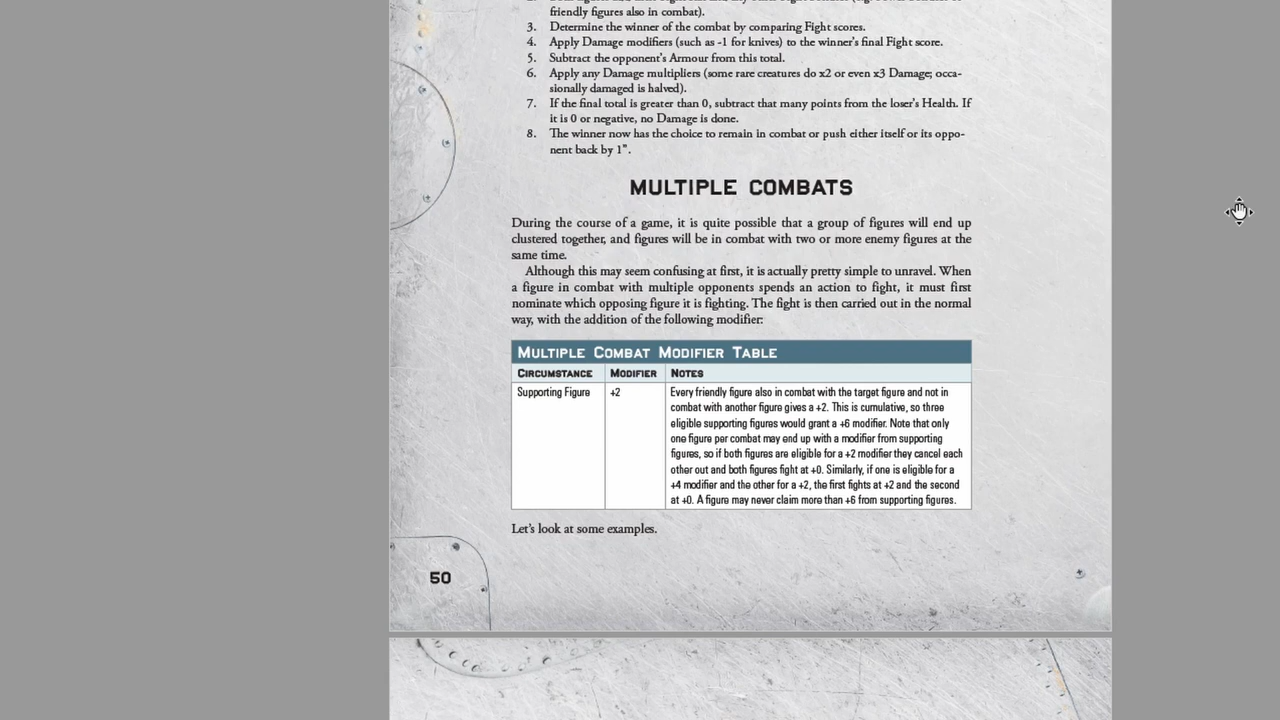 friendly figures also in combat).
3. Determine the winner of the combat by comparing Fight scores.
4. Apply Damage modifiers (such as -1 for knives) to the winner's final Fight score.
5. Subtract the opponent's Armour from this total.
6. Apply any Damage multipliers (some rare creatures do x2 or even x3 Damage; occa-
sionally damaged is halved).
7. If the final total is greater than 0, subtract that many points from the loser's Health. If
it is 0 or negative, no Damage is done.
8. The winner now has the choice to remain in combat or push either itself or its oppo-
nent back by 1".
MULTIPLE COMBATS
During the course of a game, it is quite possible that a group of figures will end up
clustered together, and figures will be in combat with two or more enemy figures at the
same time.
Although this may seem confusing at first, it is actually pretty simple to unravel. When
a figure in combat with multiple opponents spends an action to fight, it must first
nominate which opposing figure it is fighting. The fight is then carried out in the normal
way, with the addition of the following modifier:
MULTIPLE COMBAT MODIFIER TABLE
CIRCUMSTANCE MODIFIER NOTES
Supporting Figure +2 Every friendly figure also in combat with the target figure and not in
combat with another figure gives a +2. This is cumulative, so three
eligible supporting figures would grant a +6 modifier. Note that only
one figure per combat may end up with a modifier from supporting
figures, so if both figures are eligible for a +2 modifier they cancel each
other out and both figures fight at +0. Similarly, if one is eligible for a
+4 modifier and the other for a +2, the first fights at +2 and the second
at +0. A figure may never claim more than +6 from supporting figures.
Let's look at some examples.
50